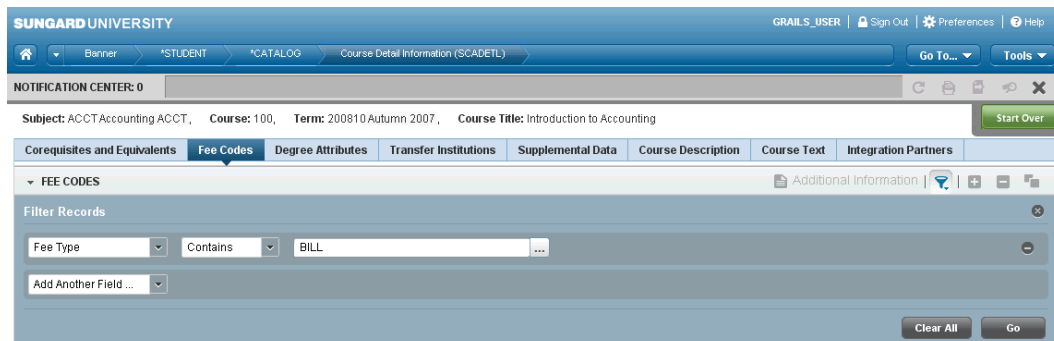 SUNGARD UNIVERSITY GRAILS_USER | Sign Out | Preferences | ? Help
Banner *STUDENT *CATALOG Course Detail Information (SCADETL) Go To... Tools
NOTIFICATION CENTER: 0
Subject: ACCT Accounting ACCT, Course: 100, Term: 200810 Autumn 2007, Course Title: Introduction to Accounting Start Over
Corequisites and Equivalents Fee Codes Degree Attributes Transfer Institutions Supplemental Data Course Description Course Text Integration Partners
FEE CODES Additional Information
Filter Records
Fee Type Contains BILL ...
Add Another Field ...
Clear All Go